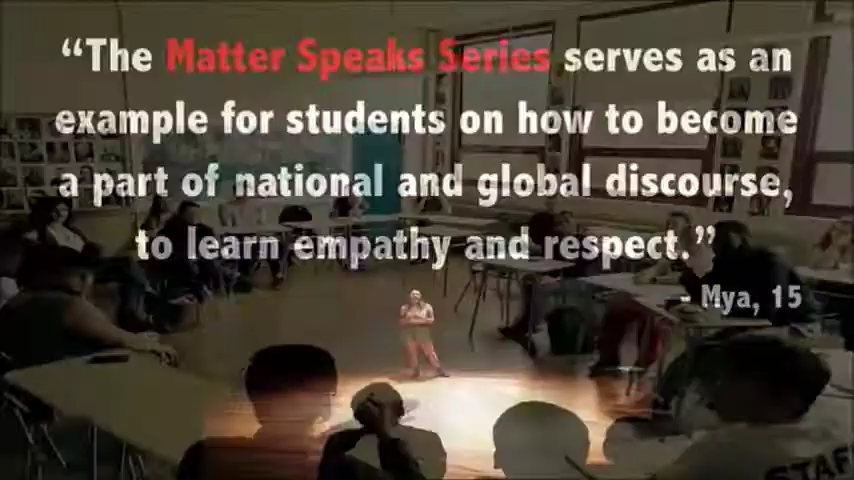 “The Matter Speaks Series serves as an
example for students on how to become
a part of national and global discourse,
to learn empathy and respect.”
- Mya, 15
STAF